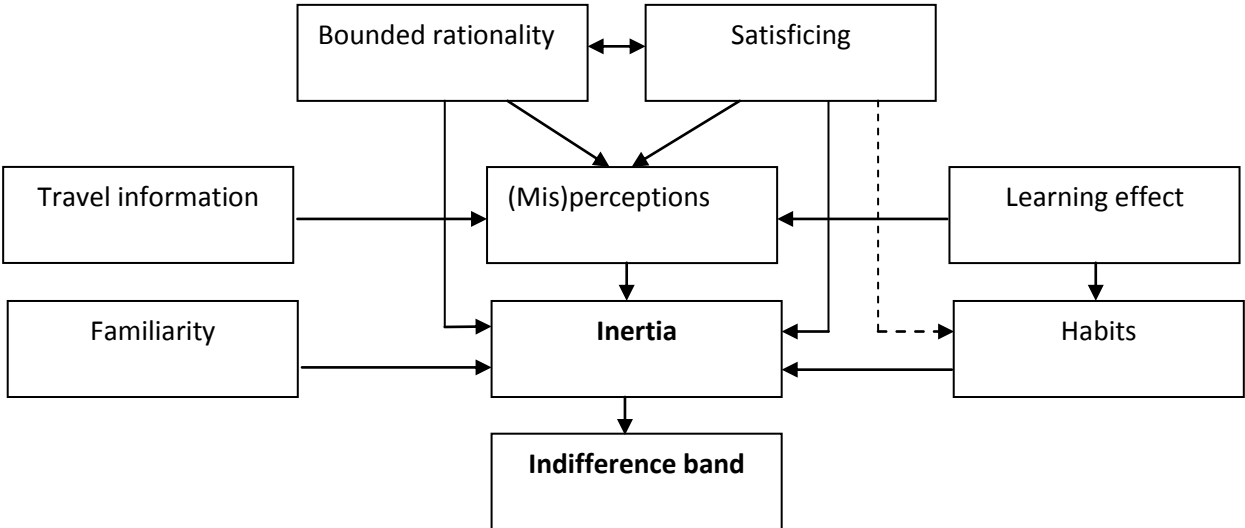 Bounded rationality
Satisficing
Travel information
(Mis)perceptions
Learning effect
Familiarity
Inertia
Habits
Indifference band